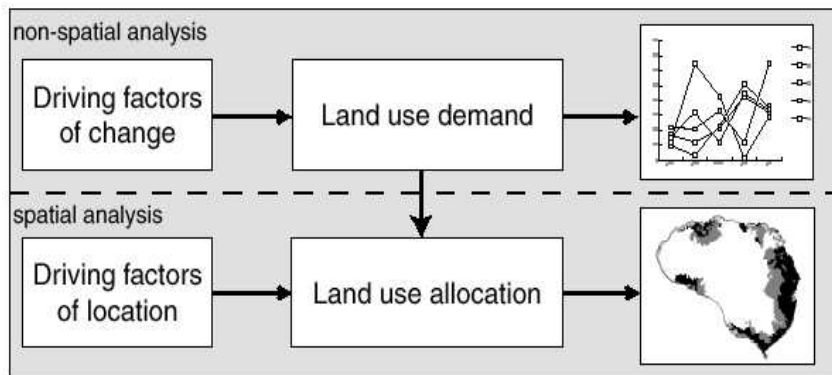 non-spatial analysis
Driving factors
of change
Land use demand
spatial analysis
Driving factors
of location
Land use allocation